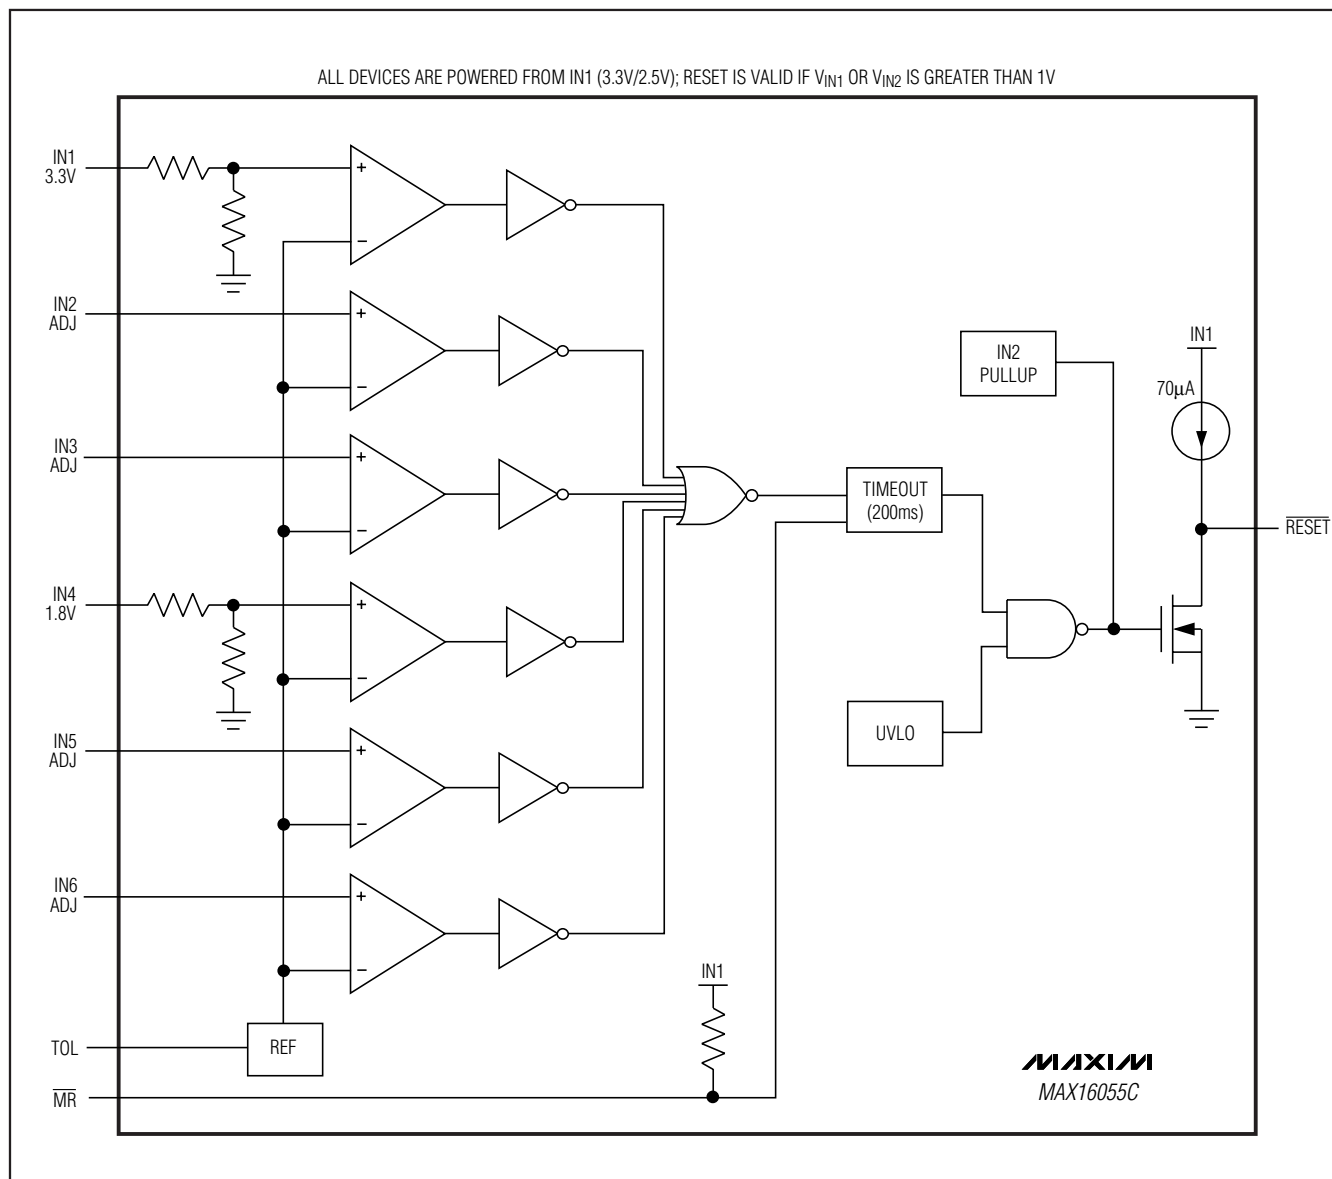 ALL DEVICES ARE POWERED FROM IN1 (3.3V/2.5V); RESET IS VALID IF VIN1 OR VIN2 IS GREATER THAN 1V
IN1
3.3V
+
−
IN2
ADJ
+
−
IN2
PULLUP
IN1
70μA
IN3
ADJ
+
−
TIMEOUT
(200ms)
RESET
IN4
1.8V
+
−
UVLO
IN5
ADJ
+
−
IN6
ADJ
+
−
IN1
TOL
REF
MR
MAXIM
MAX16055C